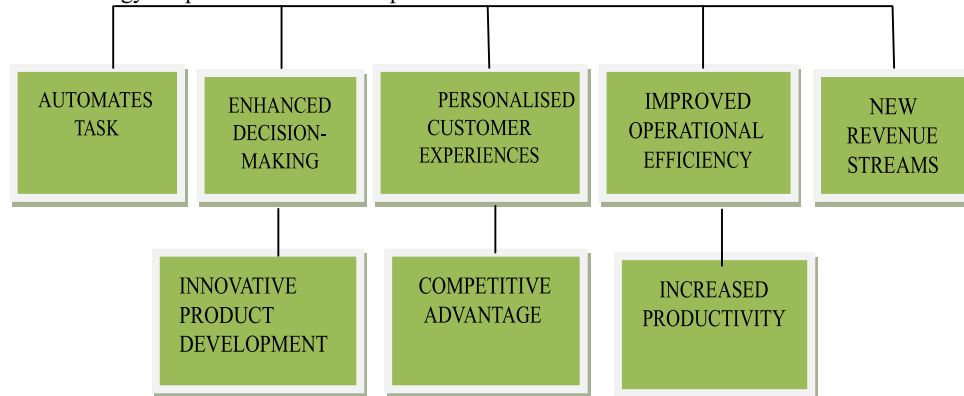 AUTOMATES
TASK
ENHANCED
DECISION-
MAKING
PERSONALISED
CUSTOMER
EXPERIENCES
IMPROVED
OPERATIONAL
EFFICIENCY
NEW
REVENUE
STREAMS
INNOVATIVE
PRODUCT
DEVELOPMENT
COMPETITIVE
ADVANTAGE
INCREASED
PRODUCTIVITY